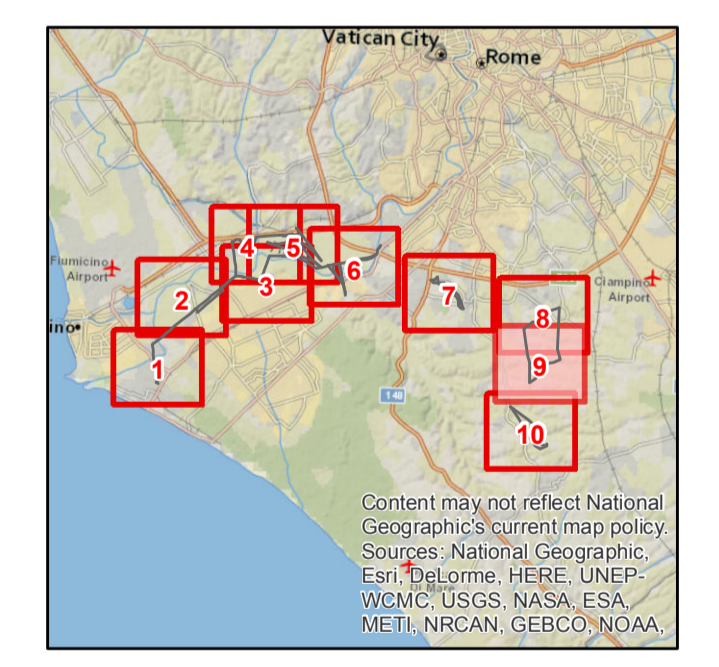 Vatican City
Rome
Fiumicino
Airport
ino
4
5
6
3
2
1
7
8
9
10
Ciampino
Airport
148
Content may not reflect National
Geographic's current map policy.
Sources: National Geographic,
Esri, DeLorme, HERE, UNEP-
WCMC, USGS, NASA, ESA,
METI, NRCAN, GEBCO, NOAA,
Di Mare